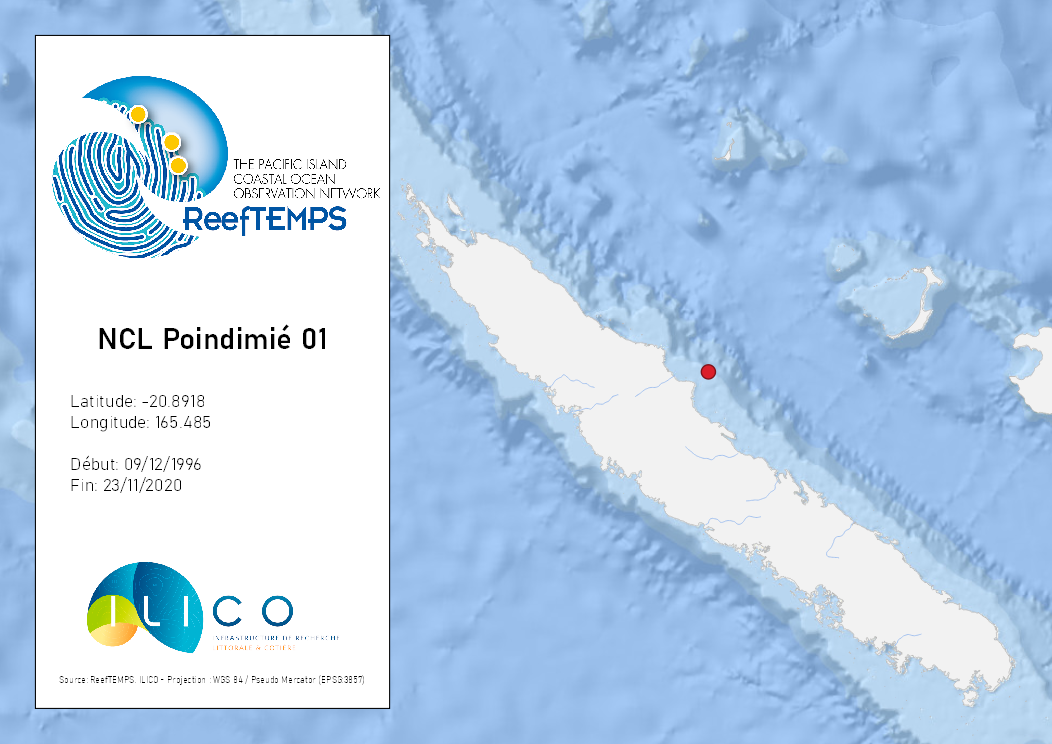 THE PACIFIC ISLAND
COASTAL OCEAN
OBSERVATION NETWORK
ReefTEMPS
NCL Poindimié 01
Latitude: -20.8918
Longitude: 165.485
Début: 09/12/1996
Fin: 23/11/2020
ILICO
INFRASTRUCTURE DE RECHERCHE
LITTORALE & CÔTIÈRE
Source: ReefTEMPS, ILICO - Projection : WGS 84 / Pseudo Mercator (EPSG:3857)